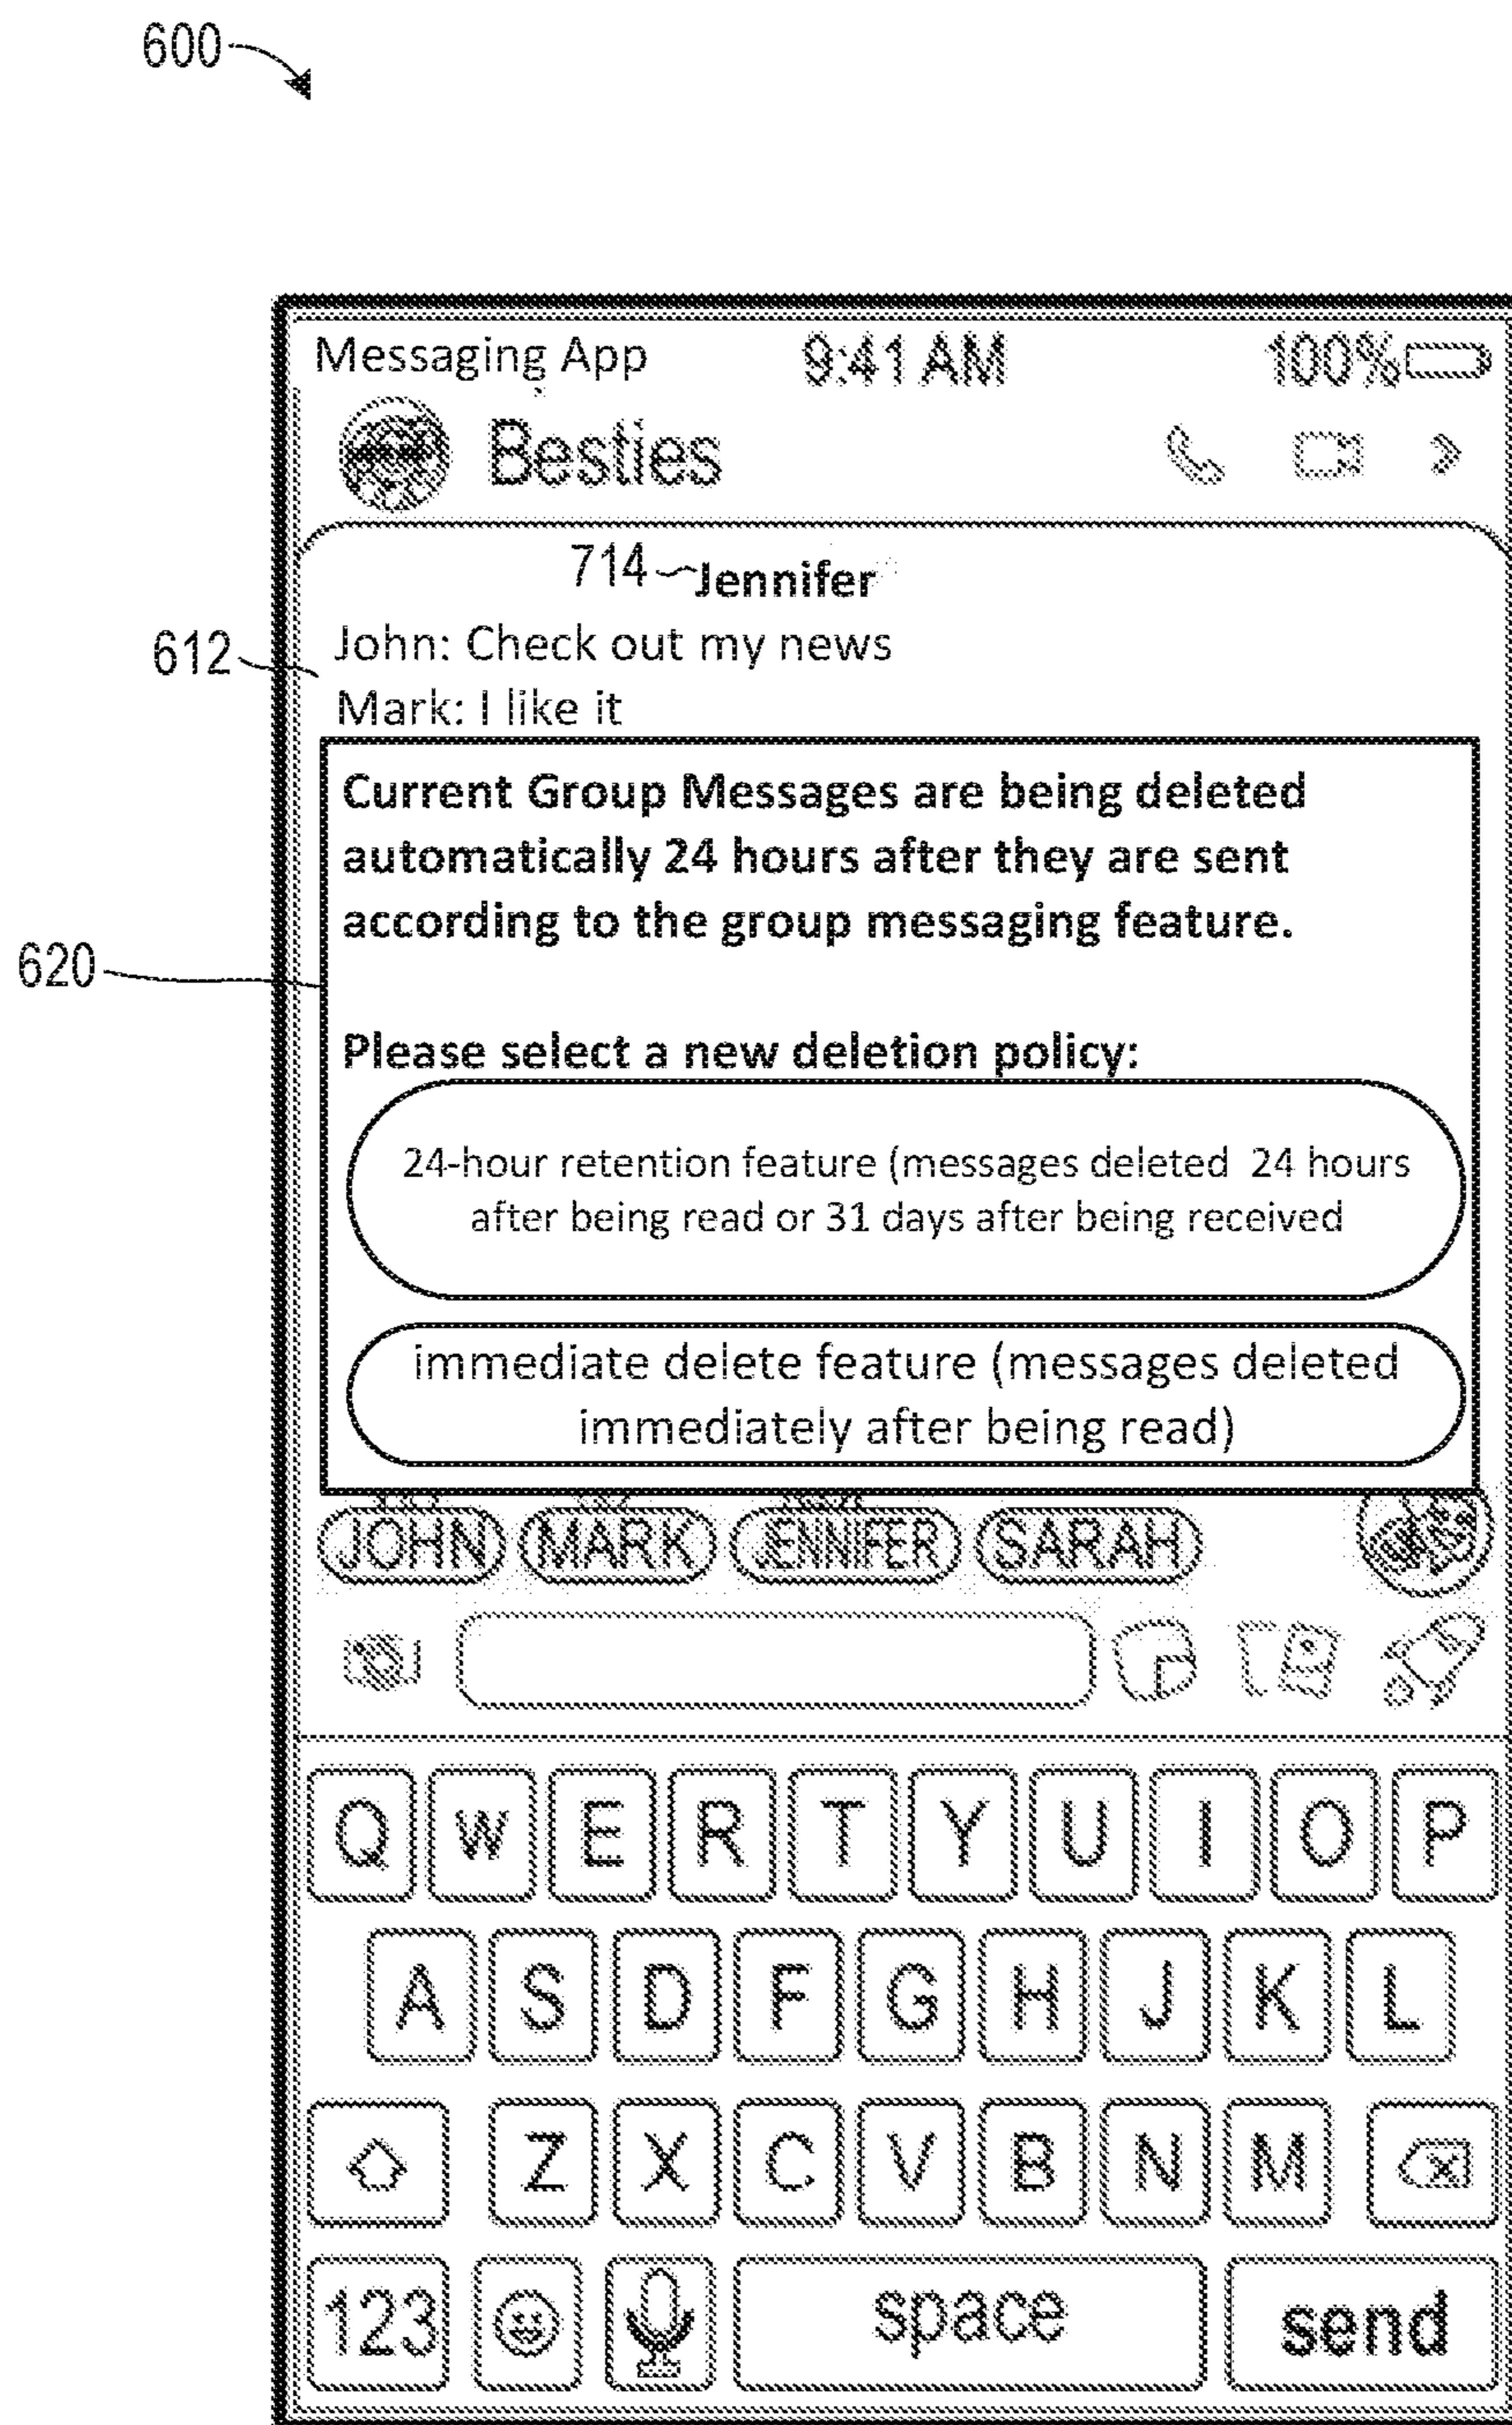 600
Messaging App 9:41 AM 100%
Besties
714 Jennifer
612 John: Check out my news
Mark: I like it
Current Group Messages are being deleted
automatically 24 hours after they are sent
according to the group messaging feature.
620
Please select a new deletion policy:
24-hour retention feature (messages deleted 24 hours
after being read or 31 days after being received
immediate delete feature (messages deleted
immediately after being read)
JOHN MARK JENNIFER SARAH
Q W E R T Y U I O P
A S D F G H J K L
Z X C V B N M
123 space send